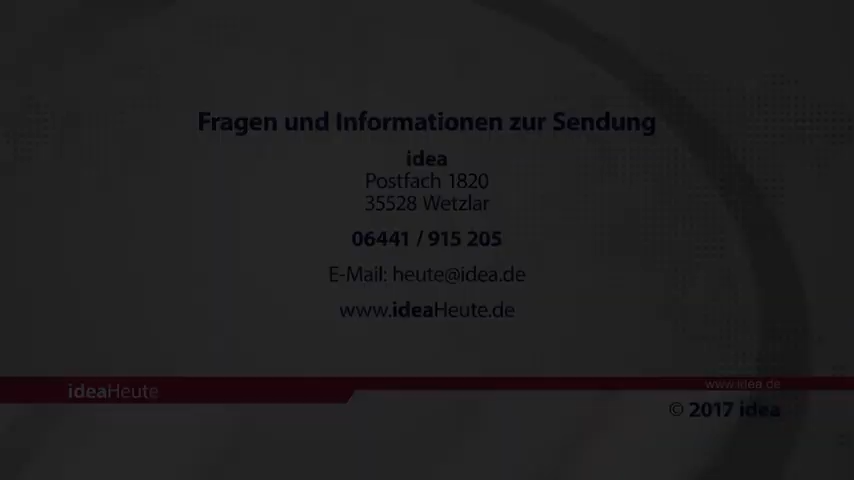 Fragen und Informationen zur Sendung
idea
Postfach 1820
35528 Wetzlar
06441 / 915 205
E-Mail: heute@idea.de
www.ideaHeute.de
www.idea.de
ideaHeute
© 2017 idea